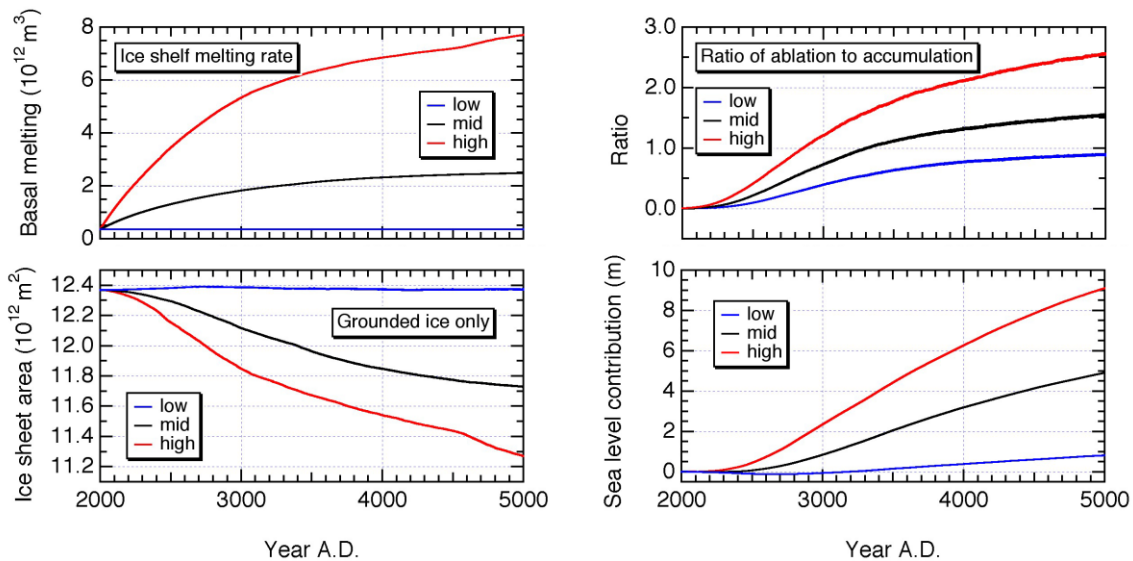 Basal melting (10¹² m³)
8
6
4
2
0
Ice shelf melting rate
low
mid
high
Ratio
3.0
2.0
1.0
0.0
Ratio of ablation to accumulation
low
mid
high
Ice sheet area (10¹² m²)
12.4
12.2
12.0
11.8
11.6
11.4
11.2
Grounded ice only
low
mid
high
2000 3000 4000 5000
Year A.D.
Sea level contribution (m)
10
8
6
4
2
0
low
mid
high
2000 3000 4000 5000
Year A.D.